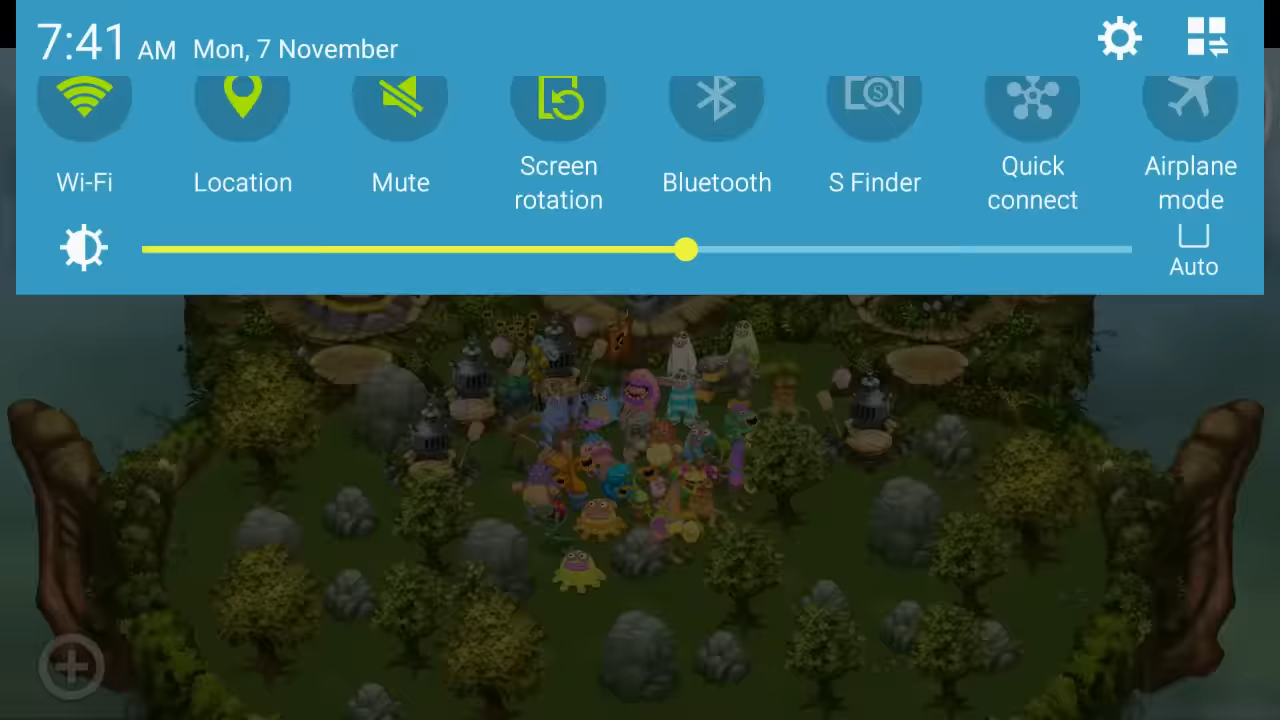 7:41 AM Mon, 7 November
Wi-Fi
Location
Mute
Screen
rotation
Bluetooth
S
S Finder
Quick
connect
Airplane
mode
Auto